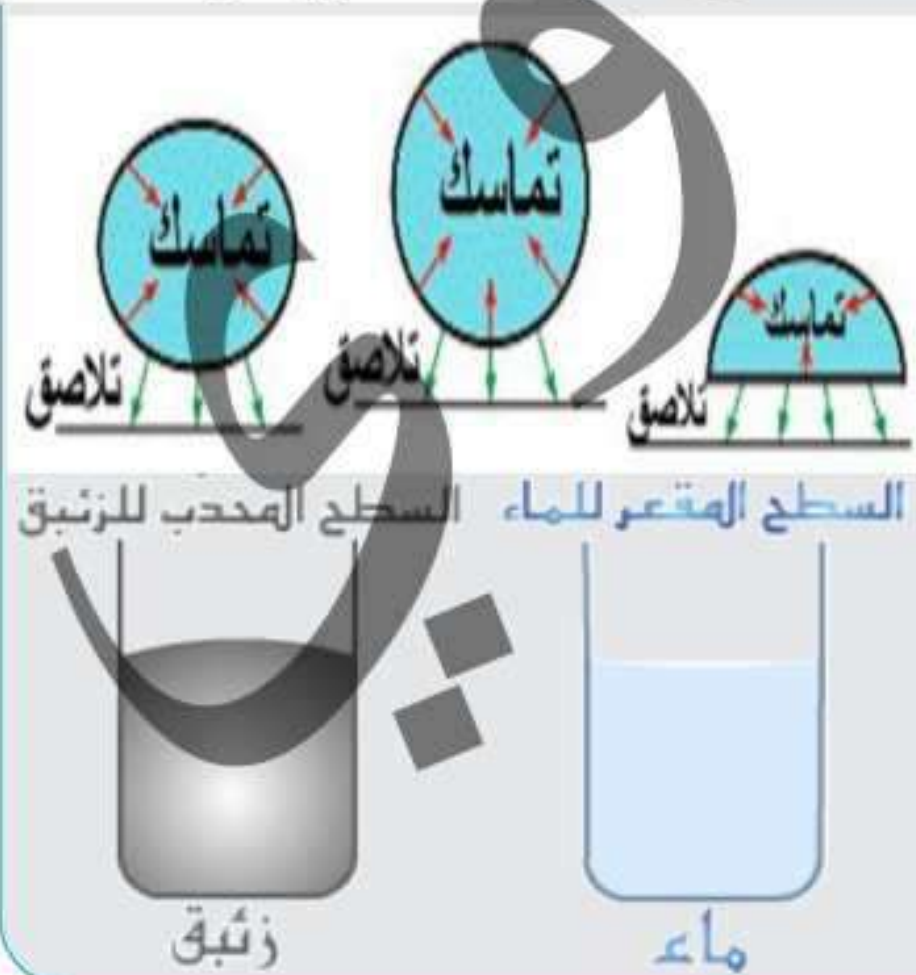 تماسك
تماسك
تماسك
تلاصق
تلاصق
تلاصق
السطح المقعر للماء
السطح المحدب للزئبق
ماء
زئبق